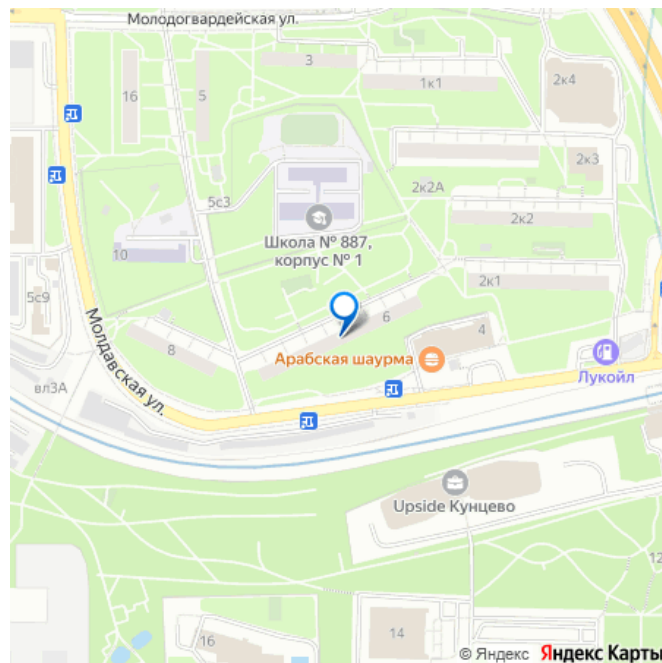 Молодогвардейская ул.
3
16
5
1к1
2к4
2к3
5с3
2к2А
Школа № 887,
корпус № 1
2к2
10
2к1
5с9
6
4
Молдавская ул.
8
Арабская шаурма
Лукойл
вл3А
Upside Кунцево
12
14
16
© Яндекс Яндекс Карты